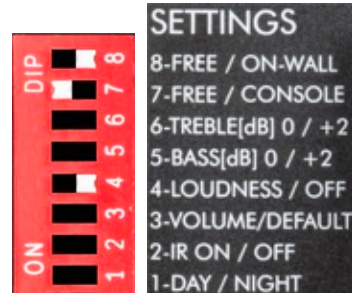 DIP
ON
8
7
6
5
4
3
2
1
SETTINGS
8-FREE / ON-WALL
7-FREE / CONSOLE
6-TREBLE[dB] 0 / +2
5-BASS[dB] 0 / +2
4-LOUDNESS / OFF
3-VOLUME/DEFAULT
2-IR ON / OFF
1-DAY / NIGHT